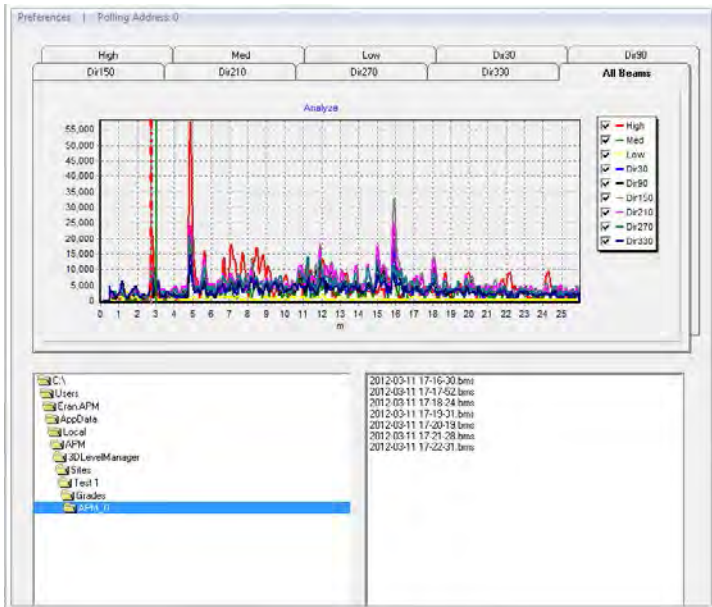 Preferences | Polling Address:0
High Med Low Dir30 Dir90
Dir150 Dir210 Dir270 Dir330 All Beams
Analyze
55,000
50,000
45,000
40,000
35,000
30,000
25,000
20,000
15,000
10,000
5,000
0
0 1 2 3 4 5 6 7 8 9 10 11 12 13 14 15 16 17 18 19 20 21 22 23 24 25
m
High
Med
Low
Dir30
Dir90
Dir150
Dir210
Dir270
Dir330
C:\
Users
Eran.APM
AppData
Local
APM
3DLevelManager
Sites
Test 1
Grades
APM_0
2012-03-11 17-16-30.bms
2012-03-11 17-17-52.bms
2012-03-11 17-18-24.bms
2012-03-11 17-19-31.bms
2012-03-11 17-20-19.bms
2012-03-11 17-21-28.bms
2012-03-11 17-22-31.bms